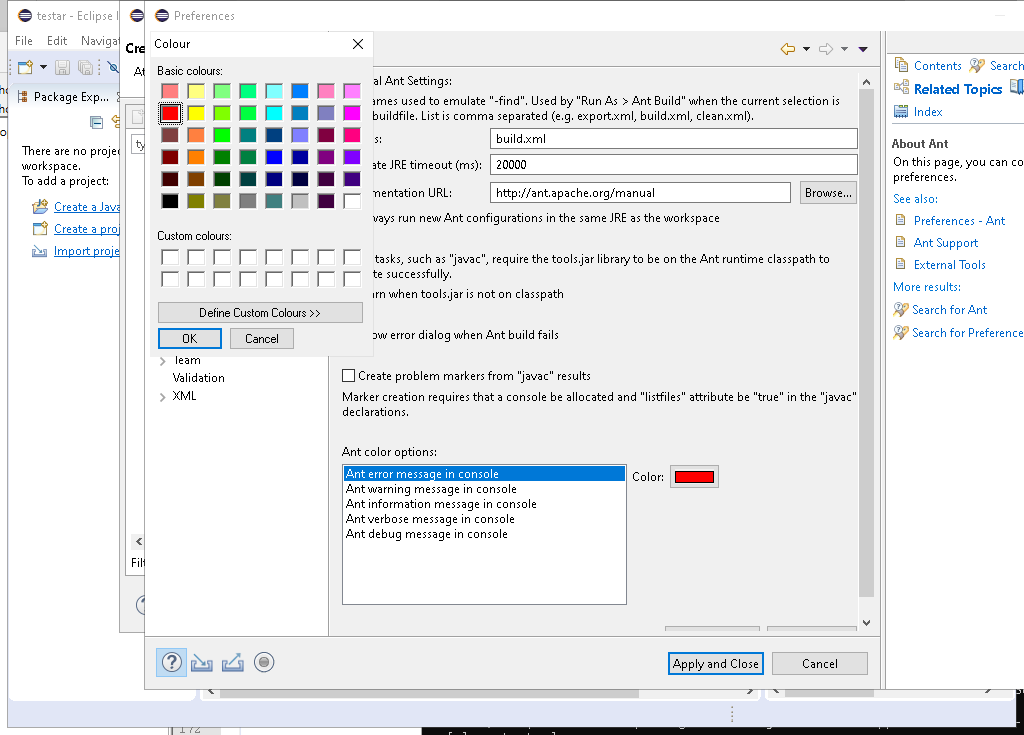 testar - Eclipse I
Preferences
File Edit Navigat
Colour
Basic colours:
Custom colours:
Define Custom Colours >>
OK Cancel
Package Exp...
There are no proje
workspace.
To add a project:
Create a Java
Create a proj
Import proje
Cre
At
ty
Team
Validation
XML
Filt
al Ant Settings:
ames used to emulate "-find". Used by "Run As > Ant Build" when the current selection is
buildfile. List is comma separated (e.g. export.xml, build.xml, clean.xml).
s: build.xml
ate JRE timeout (ms): 20000
mentation URL: http://ant.apache.org/manual Browse...
ways run new Ant configurations in the same JRE as the workspace
tasks, such as "javac", require the tools.jar library to be on the Ant runtime classpath to
te successfully.
arn when tools.jar is not on classpath
ow error dialog when Ant build fails
Create problem markers from "javac" results
Marker creation requires that a console be allocated and "listfiles" attribute be "true" in the "javac"
declarations.
Ant color options:
Ant error message in console
Ant warning message in console
Ant information message in console
Ant verbose message in console
Ant debug message in console
Color:
Apply and Close Cancel
Contents Search
Related Topics
Index
About Ant
On this page, you can co
preferences.
See also:
Preferences - Ant
Ant Support
External Tools
More results:
Search for Ant
Search for Preference
172